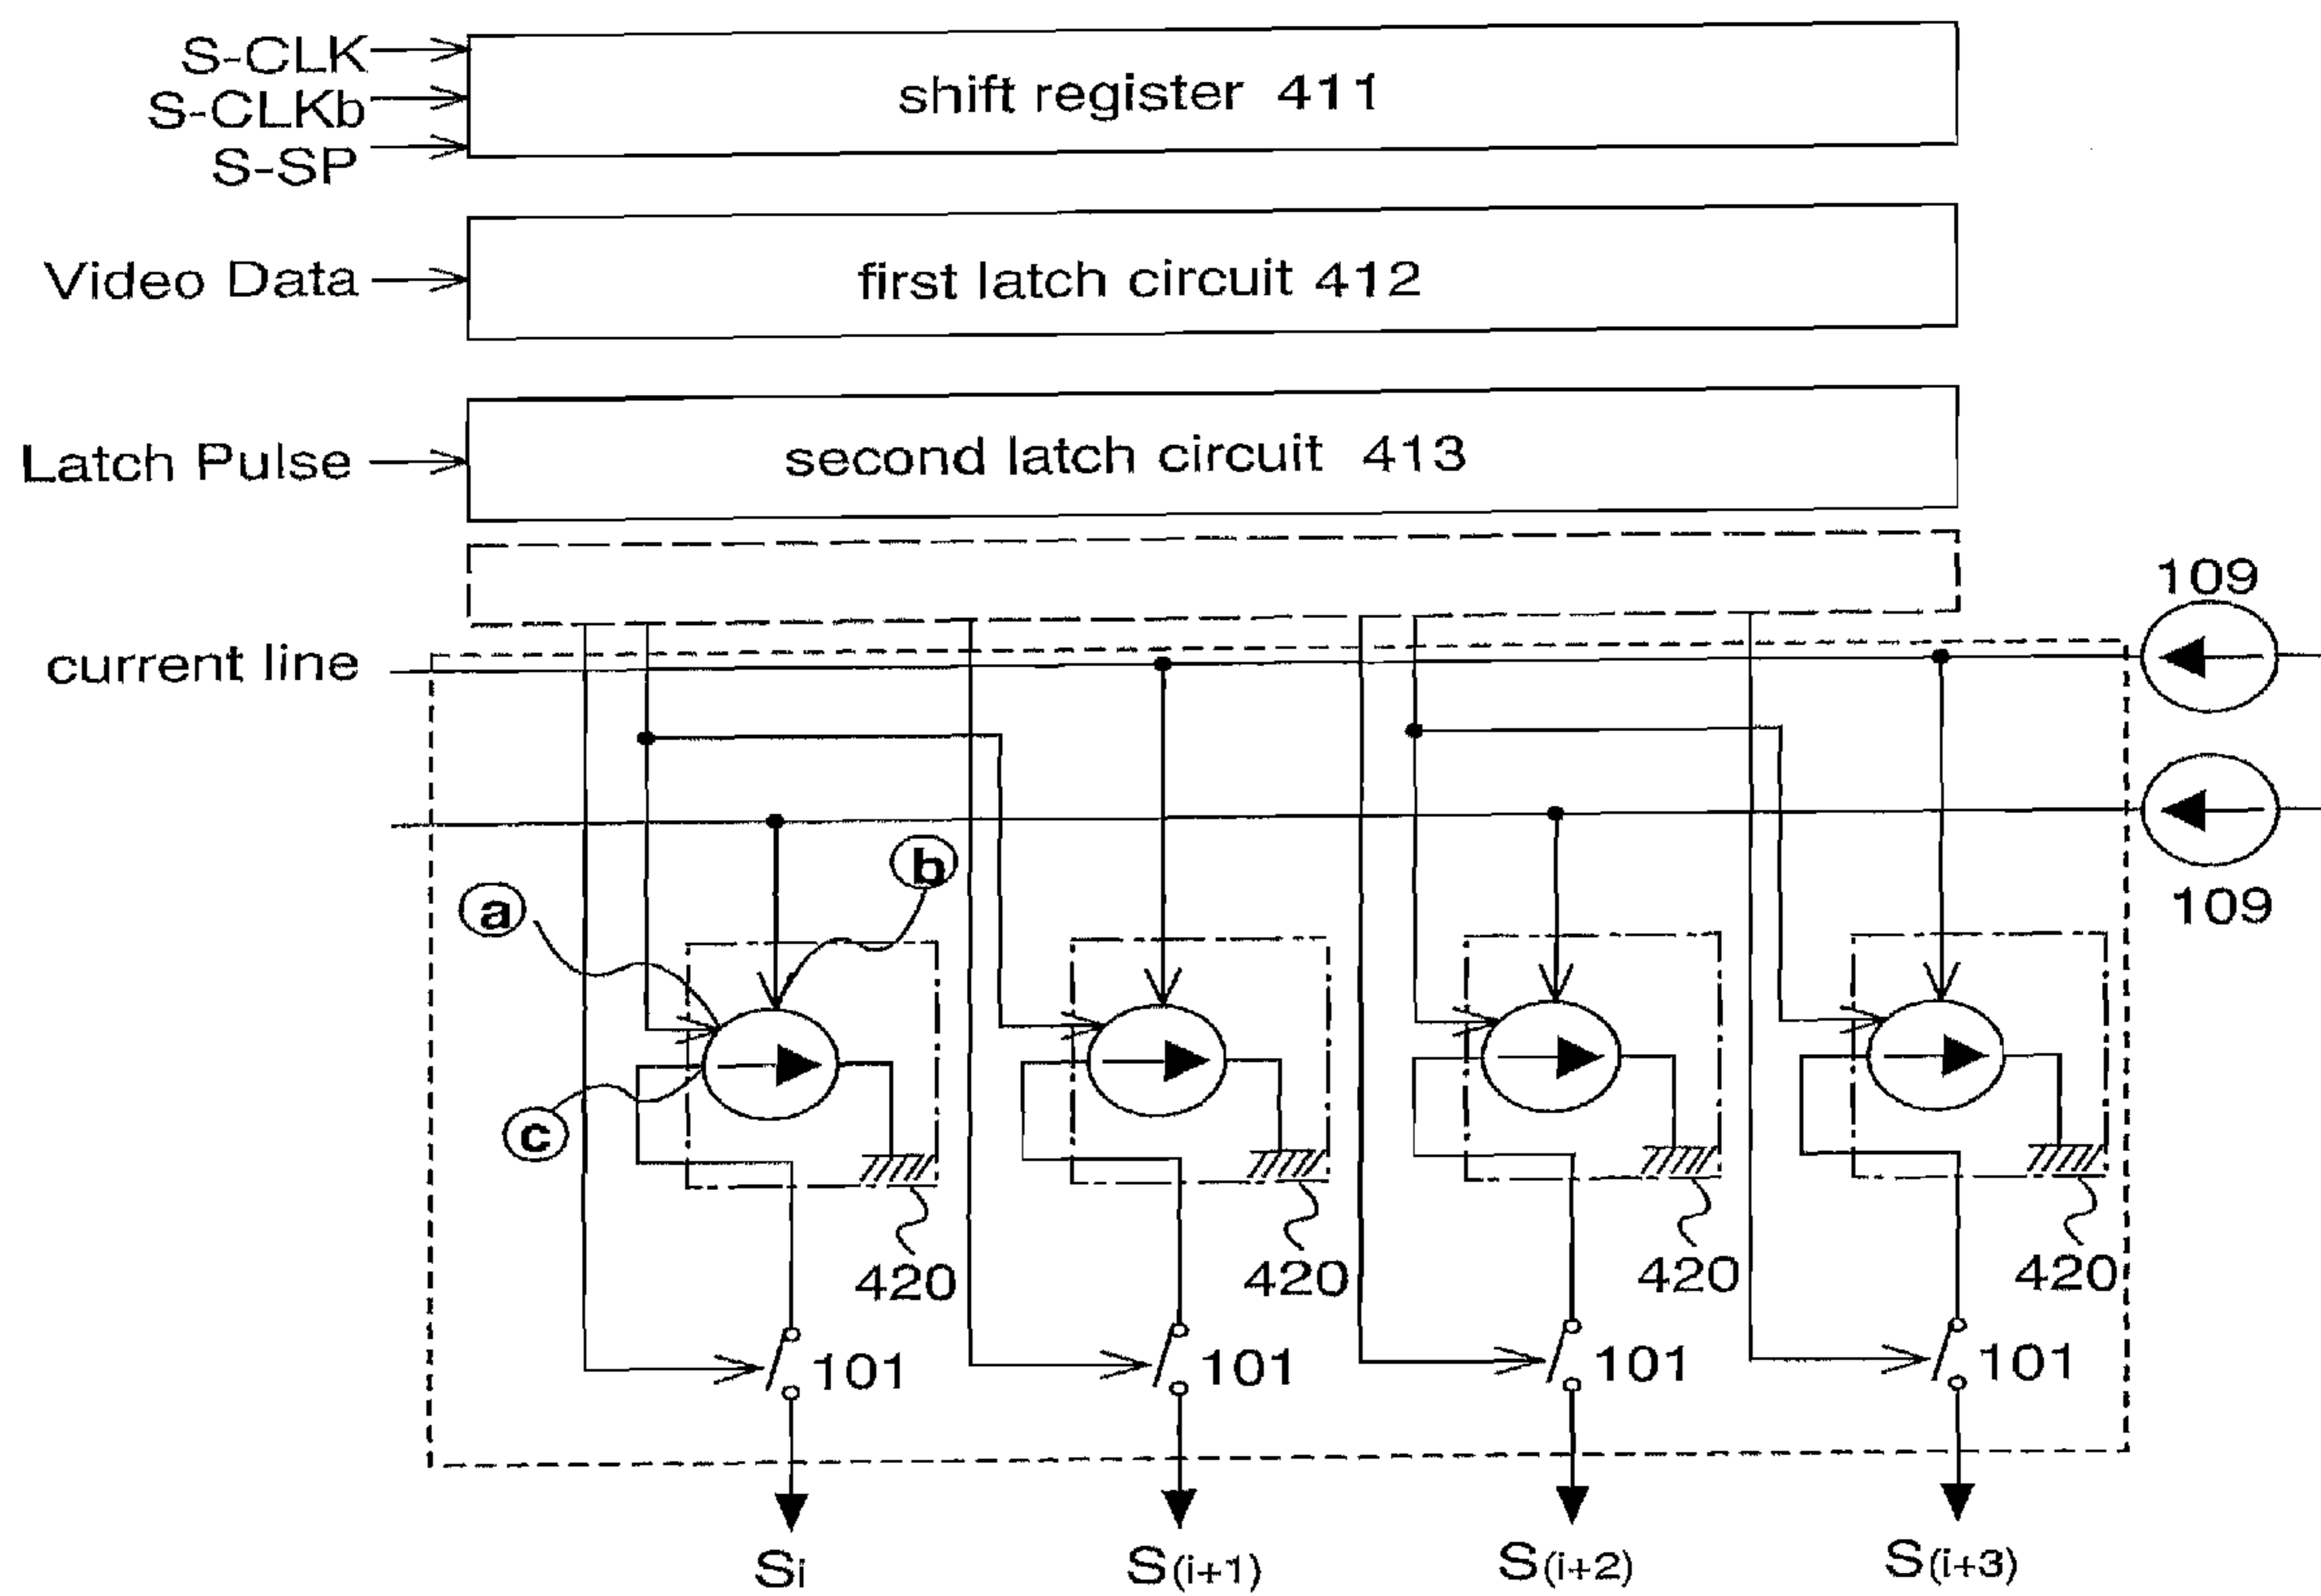 S-CLK
S-CLKb
S-SP
shift register 411
Video Data
first latch circuit 412
Latch Pulse
second latch circuit 413
109
current line
109
b
a
c
420
420
420
420
101
101
101
101
Si
S(i+1)
S(i+2)
S(i+3)